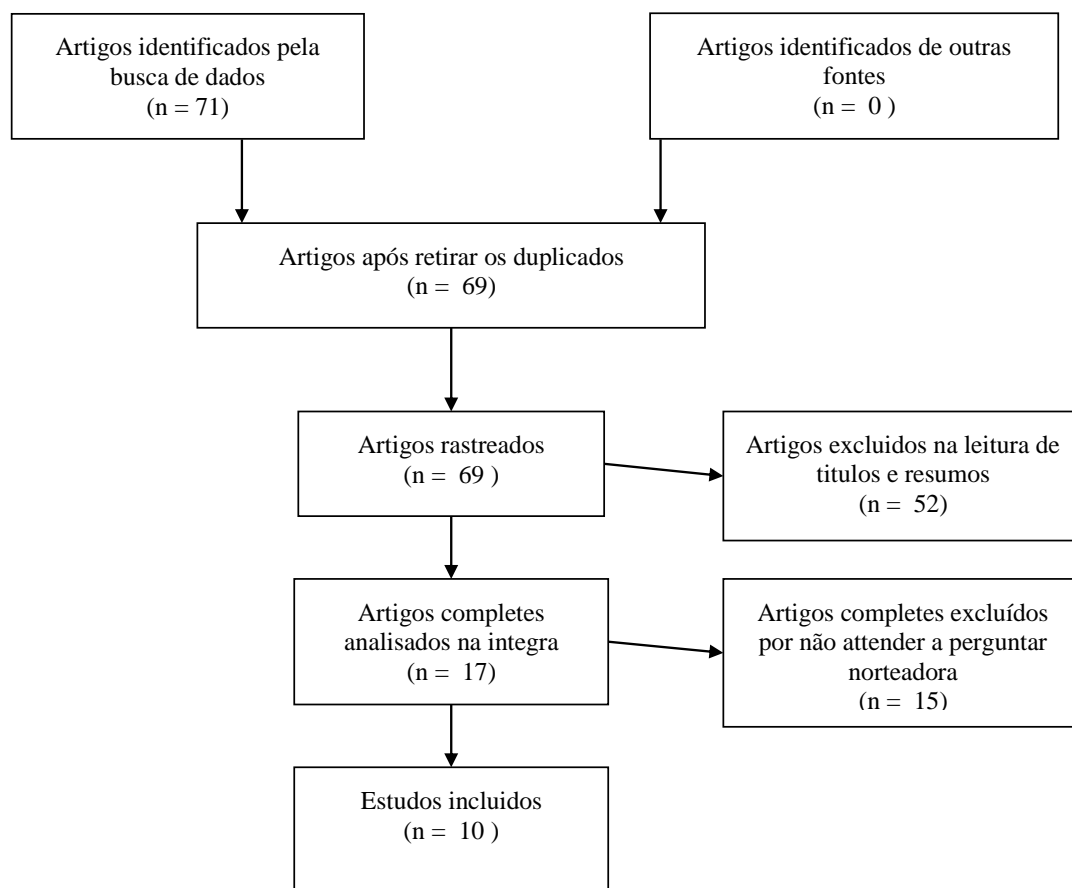 Artigos identificados pela
busca de dados
(n = 71)
Artigos identificados de outras
fontes
(n =  0 )
Artigos após retirar os duplicados
(n =  69)
Artigos rastreados
(n =  69 )
Artigos excluidos na leitura de
titulos e resumos
(n =  52)
Artigos completes
analisados na integra
(n =  17)
Artigos completes excluídos
por não attender a perguntar
norteadora
(n =  15)
Estudos incluidos
(n =  10 )